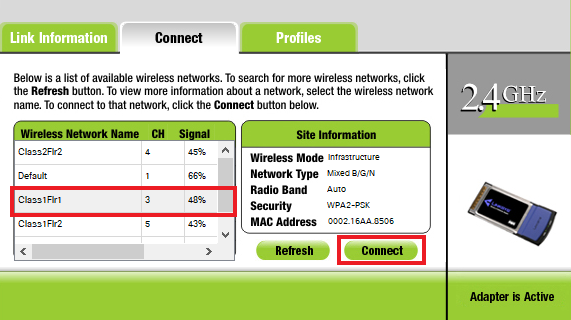 Link Information
Connect
Profiles
Below is a list of available wireless networks. To search for more wireless networks, click
the Refresh button. To view more information about a network, select the wireless network
name. To connect to that network, click the Connect button below.
2.4GHz
Wireless Network Name CH Signal
Class2Flr2 4 45%
Default 1 66%
Class1Flr1 3 48%
Class1Flr2 5 43%
Site Information
Wireless Mode Infrastructure
Network Type Mixed B/G/N
Radio Band Auto
Security WPA2-PSK
MAC Address 0002.16AA.8506
Refresh
Connect
Adapter is Active